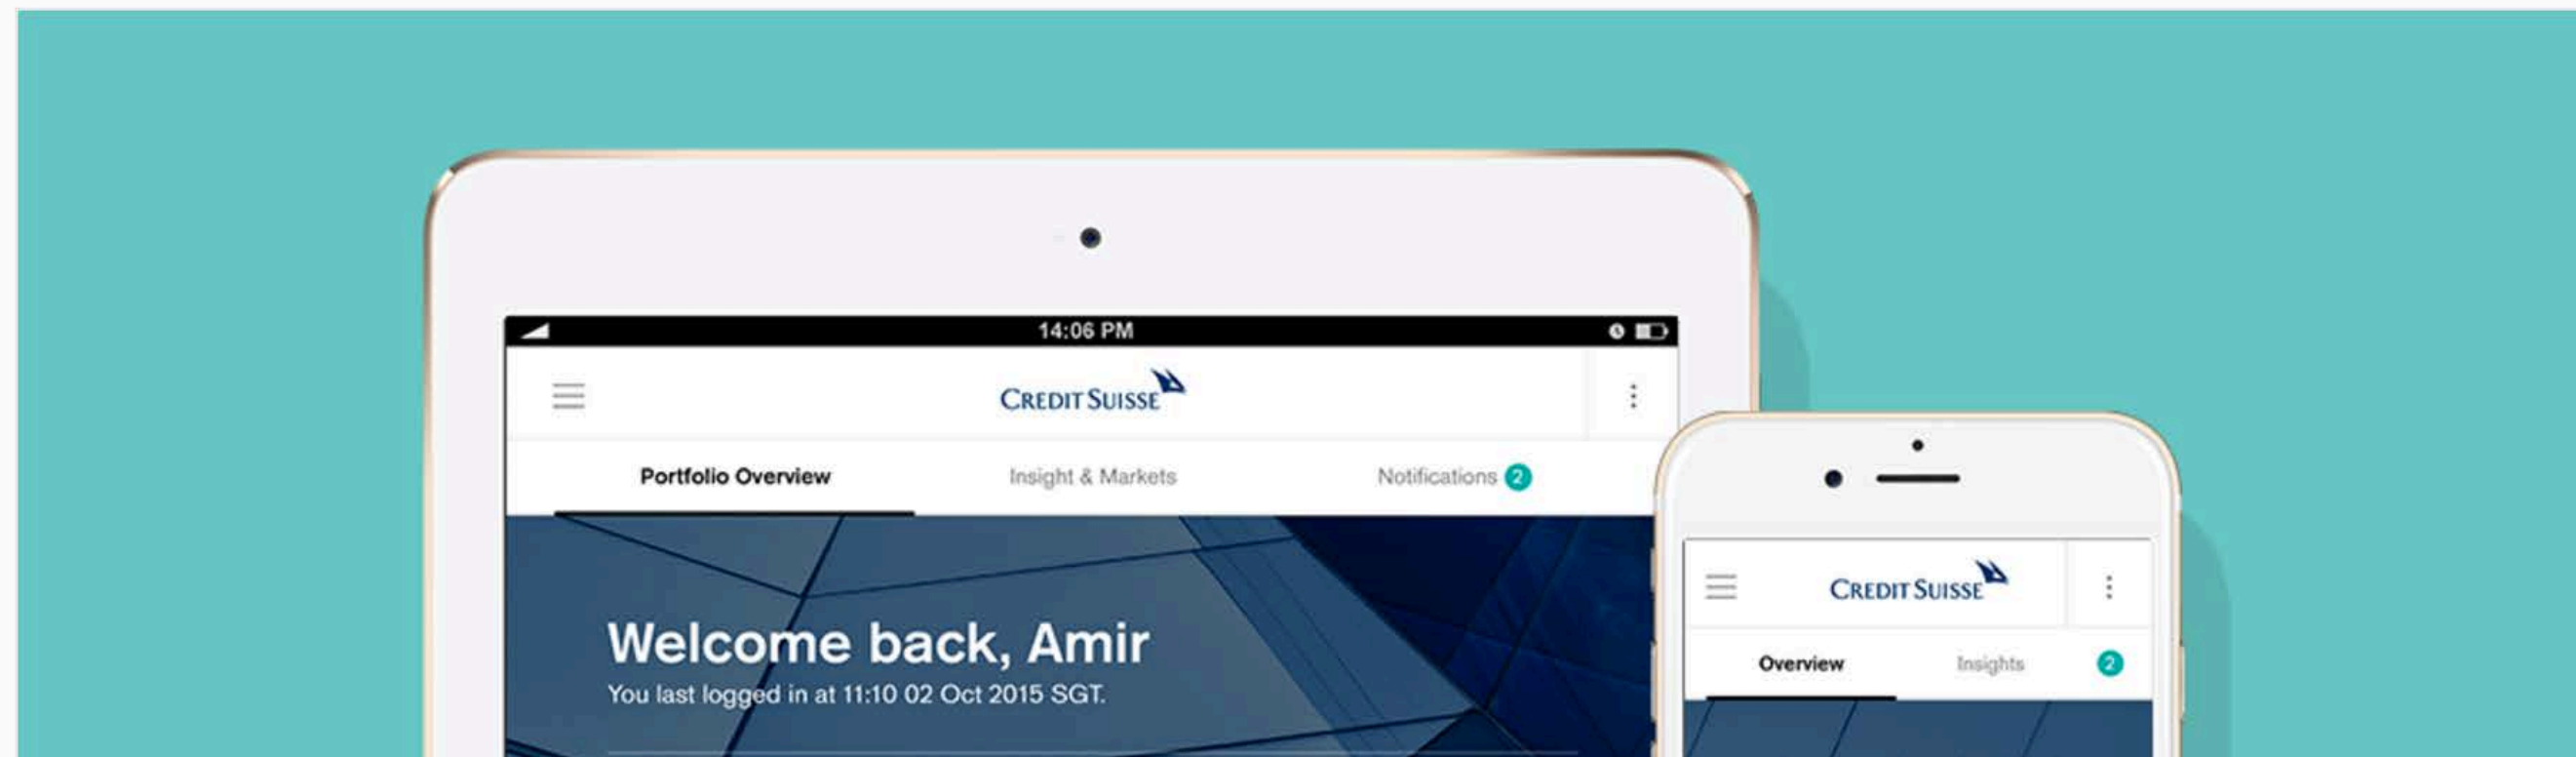 14:06 PM
CREDIT SUISSE
Portfolio Overview
Insight & Markets
Notifications 2
Welcome back, Amir
You last logged in at 11:10 02 Oct 2015 SGT.
CREDIT SUISSE
Overview
Insights
2